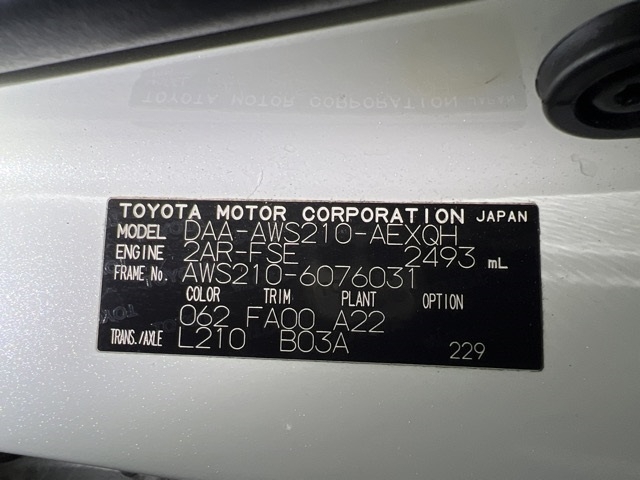 TOYOTA MOTOR CORPORATION JAPAN
MODEL DAA-AWS210-AEXQH
ENGINE 2AR-FSE 2493 mL
FRAME No. AWS210-6076031
COLOR TRIM PLANT OPTION
062 FA00 A22
TRANS./AXLE L210 B03A 229